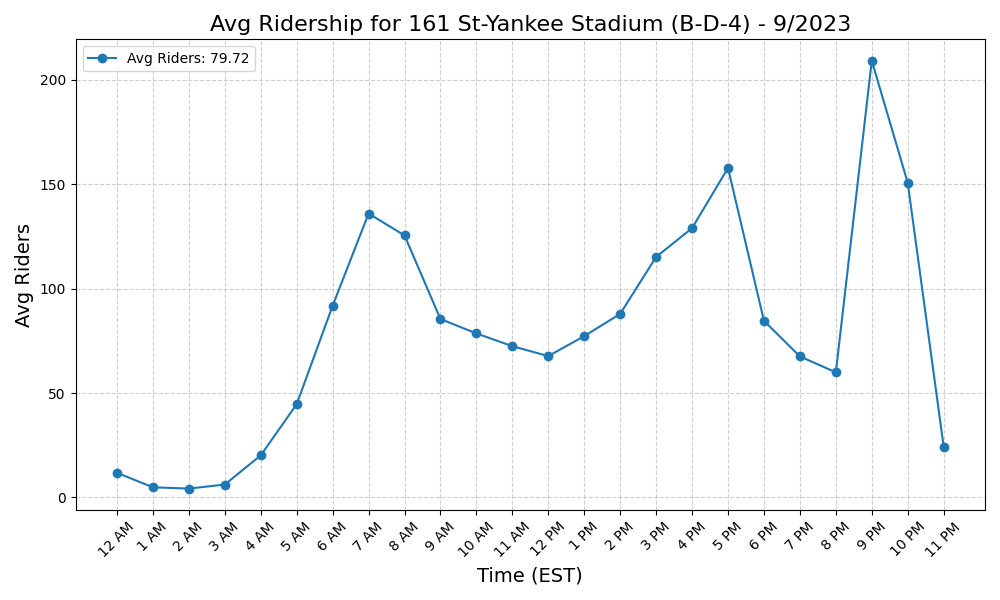 Avg Ridership for 161 St-Yankee Stadium (B-D-4) - 9/2023
Avg Riders: 79.72
Avg Riders
200
150
100
50
0
12 AM 1 AM 2 AM 3 AM 4 AM 5 AM 6 AM 7 AM 8 AM 9 AM 10 AM 11 AM 12 PM 1 PM 2 PM 3 PM 4 PM 5 PM 6 PM 7 PM 8 PM 9 PM 10 PM 11 PM
Time (EST)